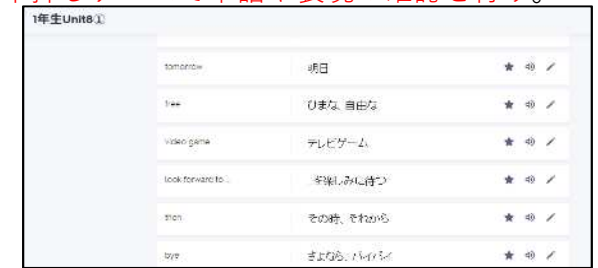 1年生Unit8①
tomorrow 明日
free ひまな、自由な
video game テレビゲーム
look forward to ... ...を楽しみに待つ
then その時、それから
bye さよなら、バイバイ